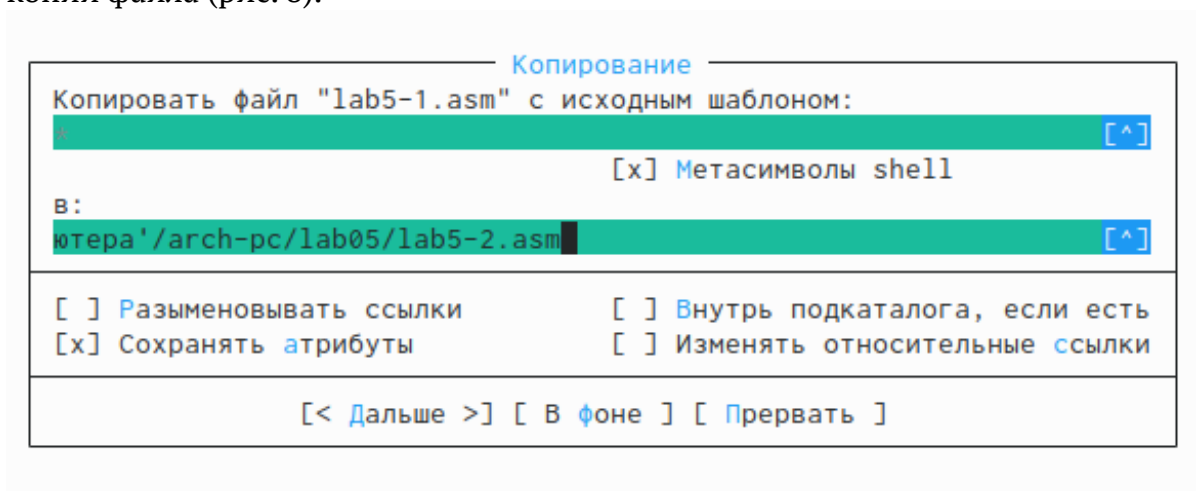 Копирование
Копировать файл "lab5-1.asm" с исходным шаблоном:
* [^]
[x] Метасимволы shell
в:
ютера'/arch-pc/lab05/lab5-2.asm [^]
[ ] Разыменовывать ссылки [ ] Внутрь подкаталога, если есть
[x] Сохранять атрибуты [ ] Изменять относительные ссылки
[< Дальше >] [ В фоне ] [ Прервать ]